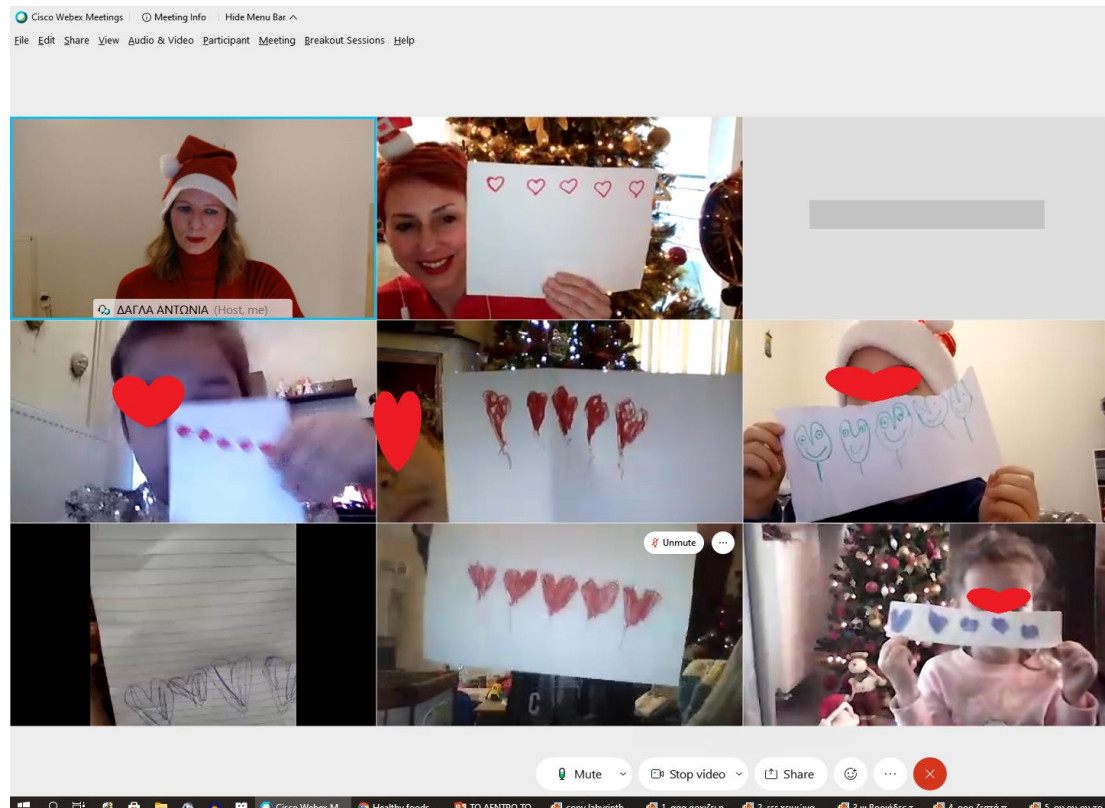 Cisco Webex Meetings Meeting Info Hide Menu Bar
File Edit Share View Audio & Video Participant Meeting Breakout Sessions Help
ΔΑΓΛΑ ΑΝΤΩΝΙΑ (Host, me)
Unmute
Mute Stop video Share
Cisco Webex M... Healthy foods ΤΟ ΔΕΝΤΡΟ ΤΟ copy labyrinth